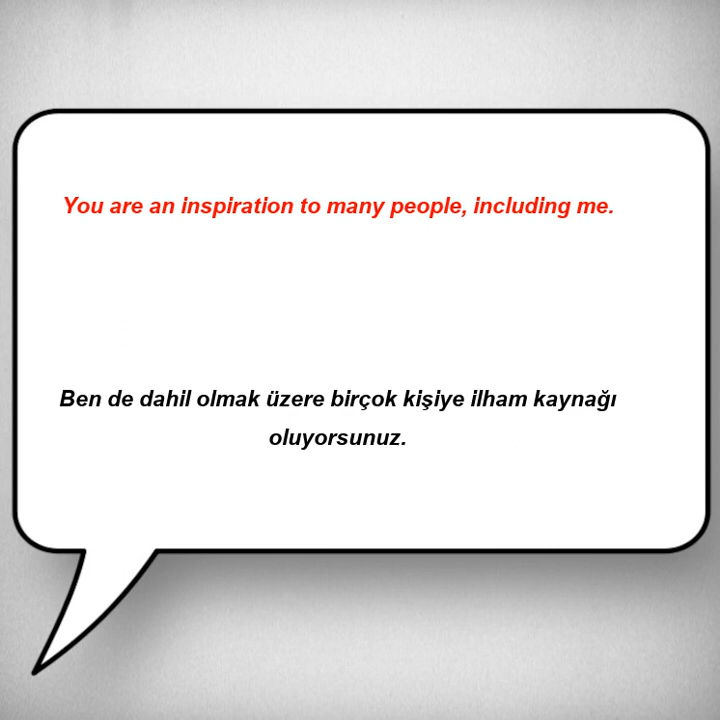 You are an inspiration to many people, including me.
Ben de dahil olmak üzere birçok kişiye ilham kaynağı
oluyorsunuz.